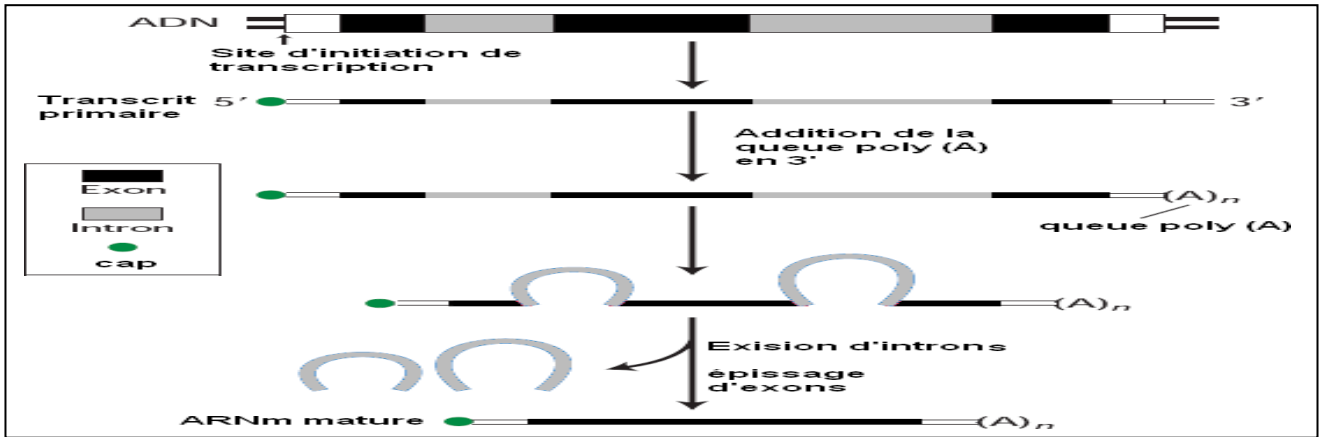 ADN
Site d'initiation de
transcription
Transcrit
primaire
5′
3′
Addition de la
queue poly (A)
en 3'
Exon
Intron
cap
(A)n
queue poly (A)
(A)n
Exision d'introns
épissage
d'exons
ARNm mature
(A)n